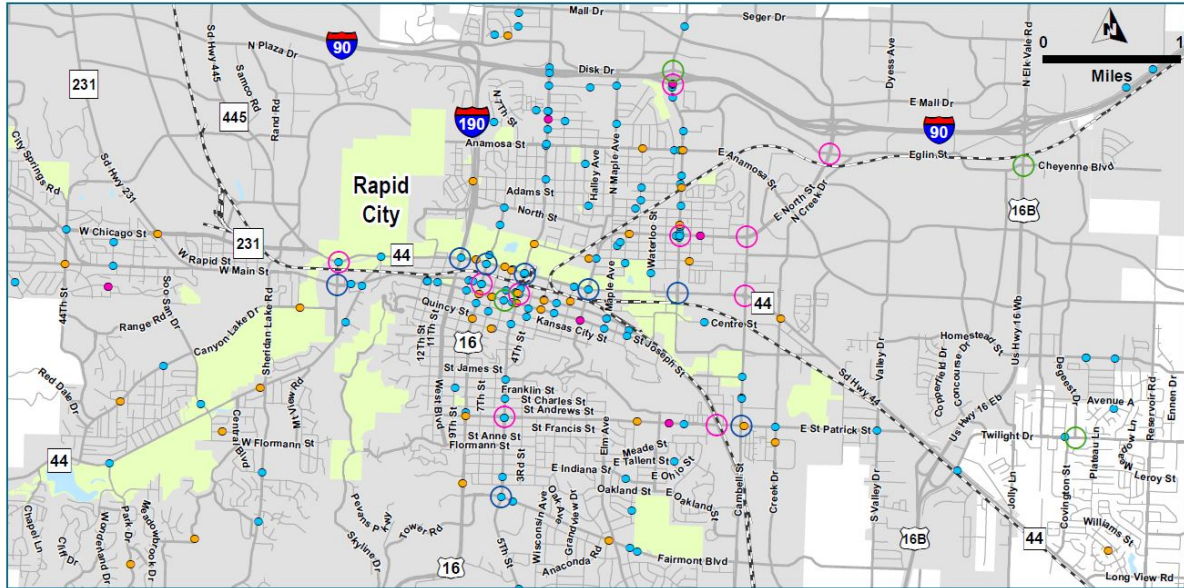 Mall Dr
Seger Dr
N Plaza Dr
Sd Hwy 445
Samco Rd
Rand Rd
90
Disk Dr
Dyess Ave
N Elk Vale Rd
N
0
1
Miles
231
445
N 7Th St
190
E Mall Dr
90
Anamosa St
E Anamosa St
Eglin St
Cheyenne Blvd
City Springs Rd
Sd Hwy 231
Rapid
City
Adams St
Halley Ave
N Maple Ave
North St
Waterloo St
E North St
N Creek Dr
16B
W Chicago St
231
44
W Rapid St
W Main St
44Th St
Soo San Dr
Range Rd
Canyon Lake Dr
Sheridan Lake Rd
Quincy St
12Th St
11Th St
16
4Th St
Kansas City St
St Joseph St
Maple Ave
Centre St
44
Sd Hwy 44
Valley Dr
Homestead St
Copperfield Dr
Concourse Dr
Us Hwy 16 Wb
Us Hwy 16 Eb
Degeest Dr
Reservoir Rd
Ennen Dr
Avenue A
St James St
Franklin St
St Charles St
St Andrews St
St Francis St
E St Patrick St
Red Dale Dr
Mt View Rd
Central Blvd
W Flormann St
West Blvd
9Th St
7Th St
St Anne St
Flormann St
3Rd St
Elm Ave
Meade St
E Tallent St
E Ohio St
E Indiana St
Oakland St
E Oakland St
Cambell St
Creek Dr
S Valley Dr
Twilight Dr
Plateau Ln
Meadow Ln
Leroy St
Jolly Ln
Covington St
Williams St
44
Chapel Ln
Cliff Dr
Wonderland Dr
Park Dr
Meadowbrook Dr
Skyline Dr
Tower Rd
16
5Th St
Wisconsin Ave
Oak Ave
Grandview Dr
Anaconda Rd
Fairmont Blvd
16B
44
Long View Rd